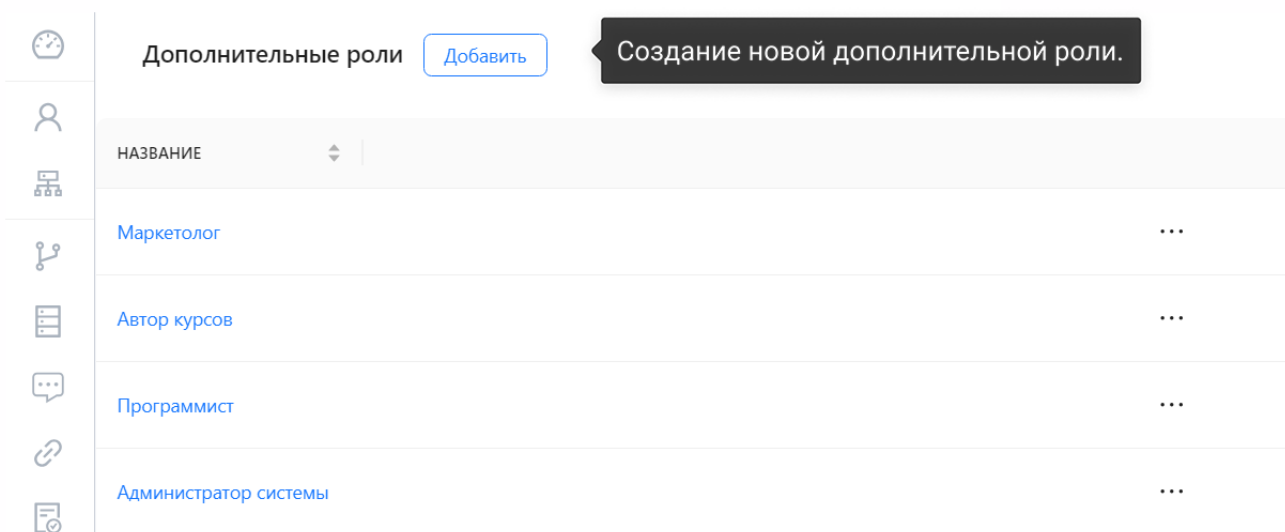 Дополнительные роли Добавить Создание новой дополнительной роли.
НАЗВАНИЕ
Маркетолог
Автор курсов
Программист
Администратор системы